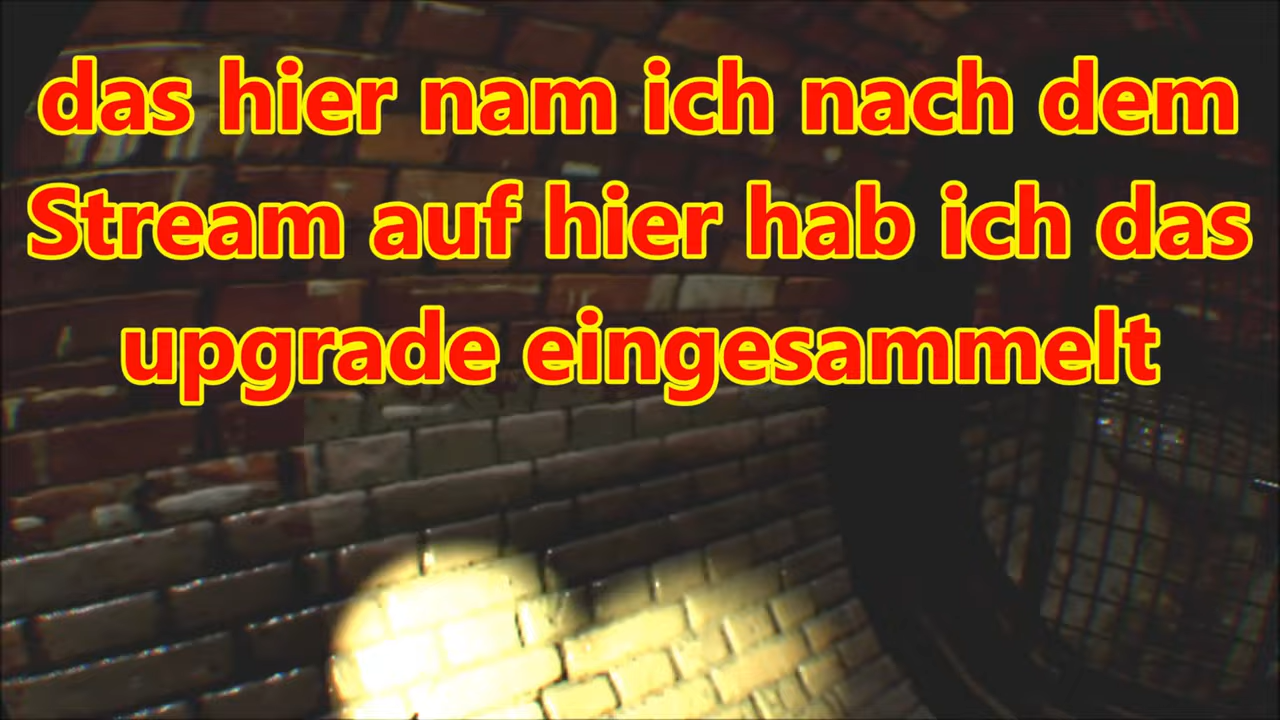 das hier nam ich nach dem
Stream auf hier hab ich das
upgrade eingesammelt